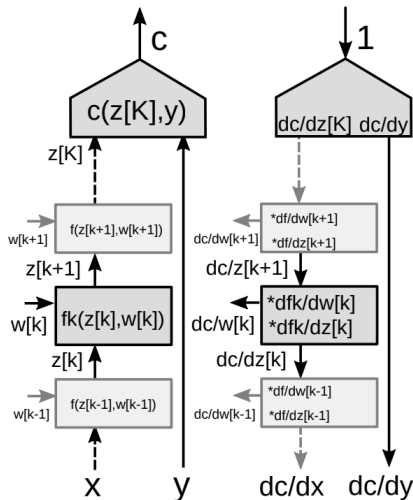 c
c(z[K],y)
z[K]
w[k+1]
f(z[k+1],w[k+1])
z[k+1]
w[k]
fk(z[k],w[k])
z[k]
w[k-1]
f(z[k-1],w[k-1])
x
y
1
dc/dz[K] dc/dy
*df/dw[k+1]
*df/dz[k+1]
dc/dw[k+1]
dc/z[k+1]
*dfk/dw[k]
*dfk/dz[k]
dc/w[k]
dc/dz[k]
*df/dw[k-1]
*df/dz[k-1]
dc/dw[k-1]
dc/dx
dc/dy